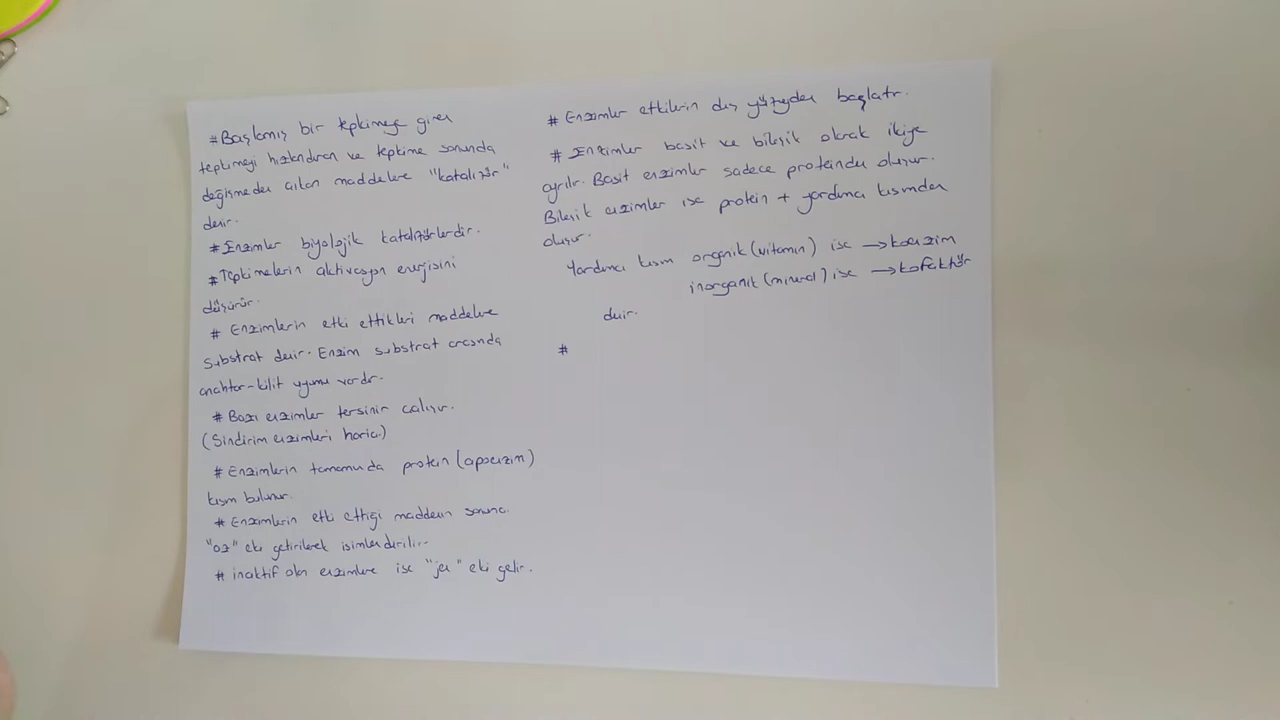 #Başlamış bir tepkimeye giren
tepkimeyi hızlandıran ve tepkime sonunda
değişmeden çıkan maddelere "katalizör"
denir.
#Enzimler biyolojik katalizörlerdir.
#Tepkimelerin aktivasyon enerjisini
düşürür.
# Enzimlerin etki ettikleri maddelere
substrat denir. Enzim substrat arasında
anahtar-kilit uyumu vardır.
# Bazı enzimler tersinir çalışır.
(Sindirim enzimleri hariç.)
# Enzimlerin tamamında protein (apoenzim)
kısım bulunur.
# Enzimlerin etki ettiği maddenin sonuna
"az" eki getirilerek isimlendirilir.
# inaktif olan enzimlere ise "jen" eki gelir.
# Enzimler etkilerin dış yüzeyden başlatır.
# Enzimler basit ve bileşik olarak ikiye
ayrılır. Basit enzimler sadece proteinden oluşur.
Bileşik enzimler ise protein + yardımcı kısımdan
oluşur.
Yardımcı kısım organik (vitamin) ise →koenzim
inorganik (mineral) ise →kofaktör
denir.
#